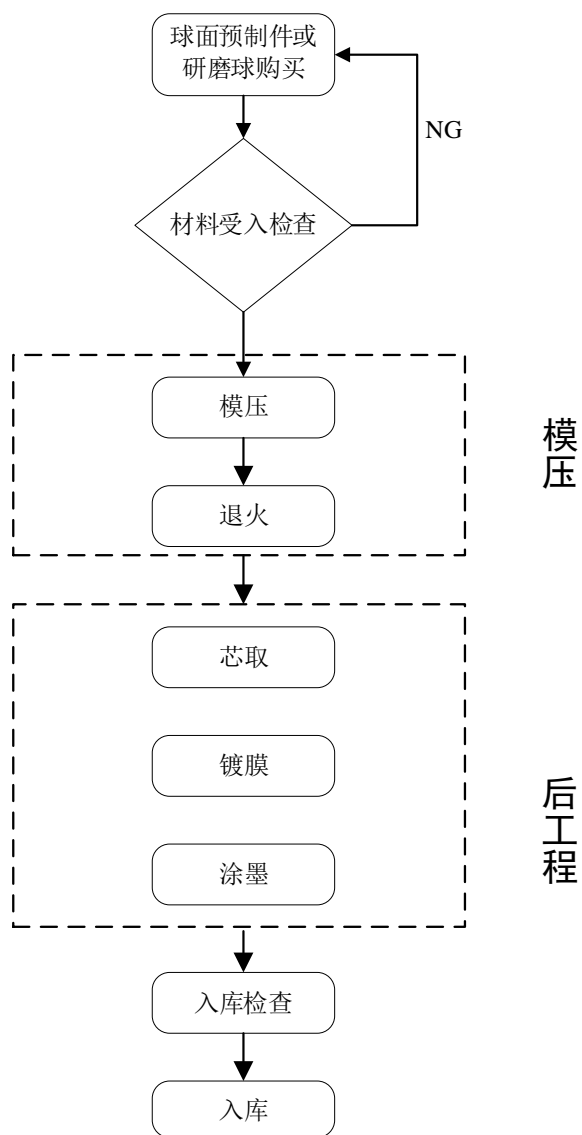 球面预制件或
研磨球购买
NG
材料受入检查
模压
退火
模压
芯取
镀膜
涂墨
后工程
入库检查
入库